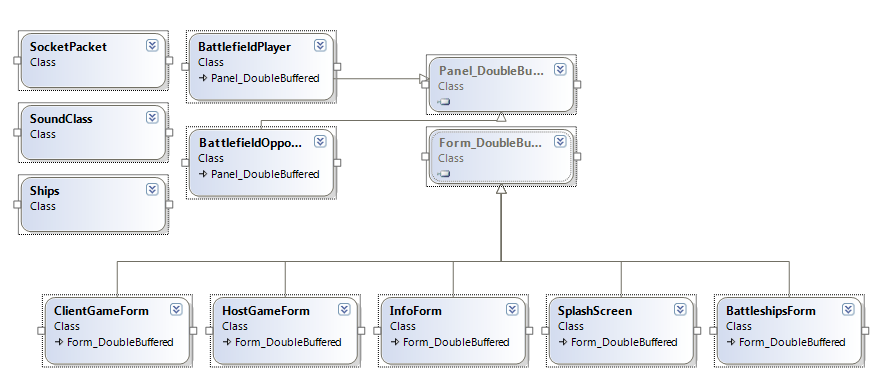 SocketPacket
Class
BattlefieldPlayer
Class
Panel_DoubleBuffered
Panel_DoubleBu...
Class
SoundClass
Class
BattlefieldOppo...
Class
Panel_DoubleBuffered
Form_DoubleBu...
Class
Ships
Class
ClientGameForm
Class
Form_DoubleBuffered
HostGameForm
Class
Form_DoubleBuffered
InfoForm
Class
Form_DoubleBuffered
SplashScreen
Class
Form_DoubleBuffered
BattleshipsForm
Class
Form_DoubleBuffered